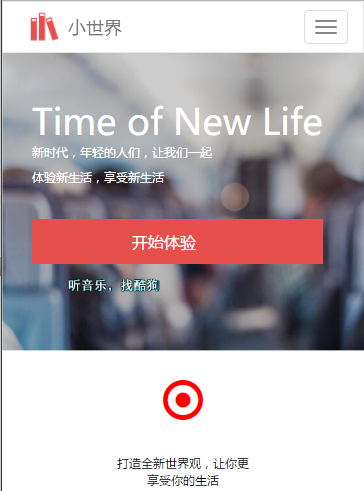 小世界
Time of New Life
新时代，年轻的人们，让我们一起
体验新生活，享受新生活
开始体验
听音乐，找酷狗
打造全新世界观，让你更
享受你的生活